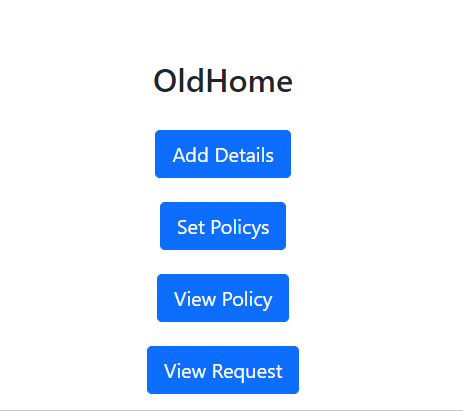 OldHome
Add Details
Set Policys
View Policy
View Request